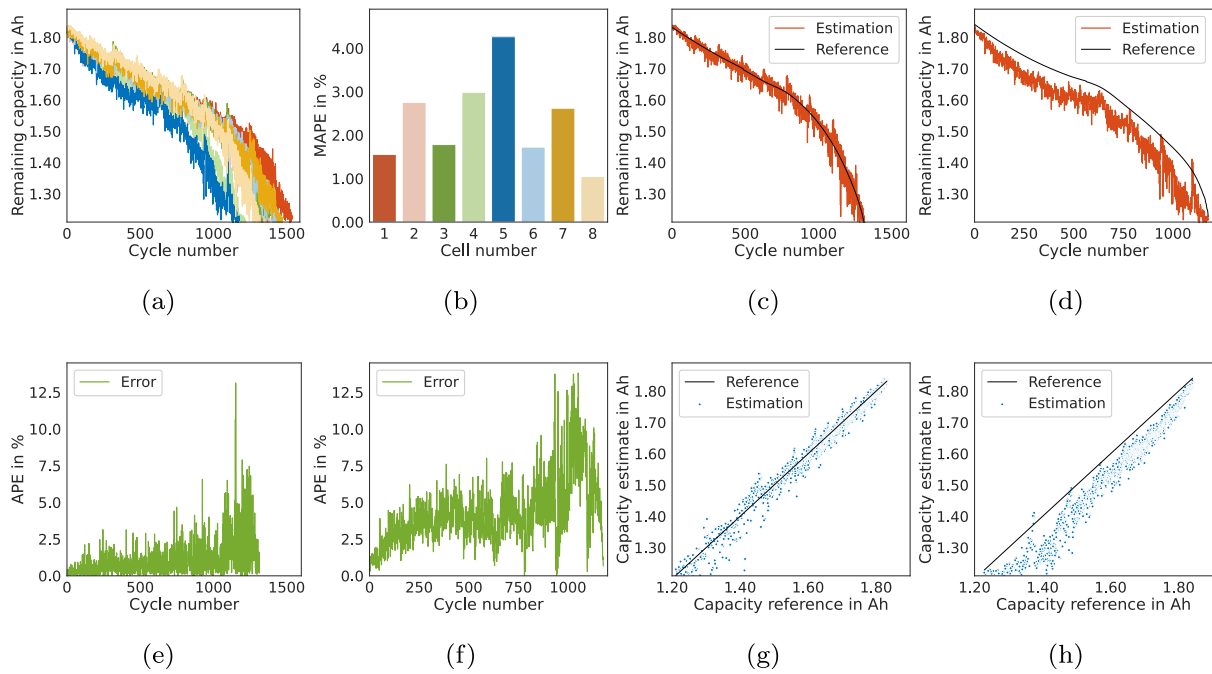 Remaining capacity in Ah
1.80
1.70
1.60
1.50
1.40
1.30
0
500
1000
1500
Cycle number
(a)
MAPE in %
4.00
3.00
2.00
1.00
0.00
1
2
3
4
5
6
7
8
Cell number
(b)
Remaining capacity in Ah
1.80
1.70
1.60
1.50
1.40
1.30
Estimation
Reference
0
500
1000
1500
Cycle number
(c)
Remaining capacity in Ah
1.80
1.70
1.60
1.50
1.40
1.30
Estimation
Reference
0
250
500
750
1000
Cycle number
(d)
APE in %
12.5
10.0
7.5
5.0
2.5
0.0
Error
0
500
1000
1500
Cycle number
(e)
APE in %
12.5
10.0
7.5
5.0
2.5
0.0
Error
0
250
500
750
1000
Cycle number
(f)
Capacity estimate in Ah
1.80
1.70
1.60
1.50
1.40
1.30
Reference
Estimation
1.20
1.40
1.60
1.80
Capacity reference in Ah
(g)
Capacity estimate in Ah
1.80
1.70
1.60
1.50
1.40
1.30
Reference
Estimation
1.20
1.40
1.60
1.80
Capacity reference in Ah
(h)